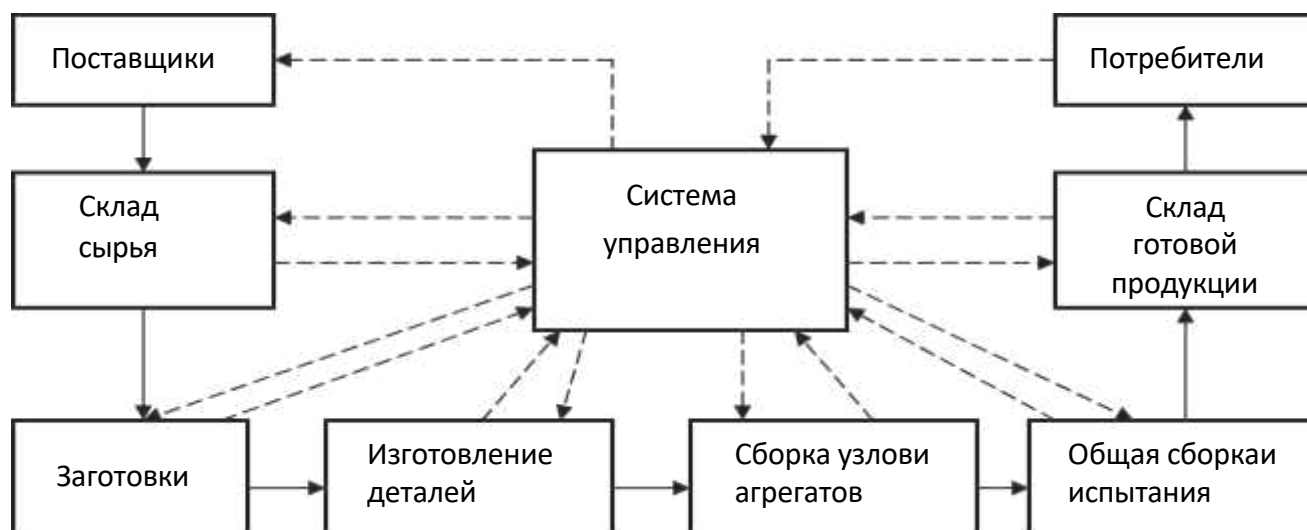 Поставщики
Потребители
Система
управления
Склад
сырья
Склад
готовой
продукции
Заготовки
Изготовление
деталей
Сборка узлови
агрегатов
Общая сборкаи
испытания